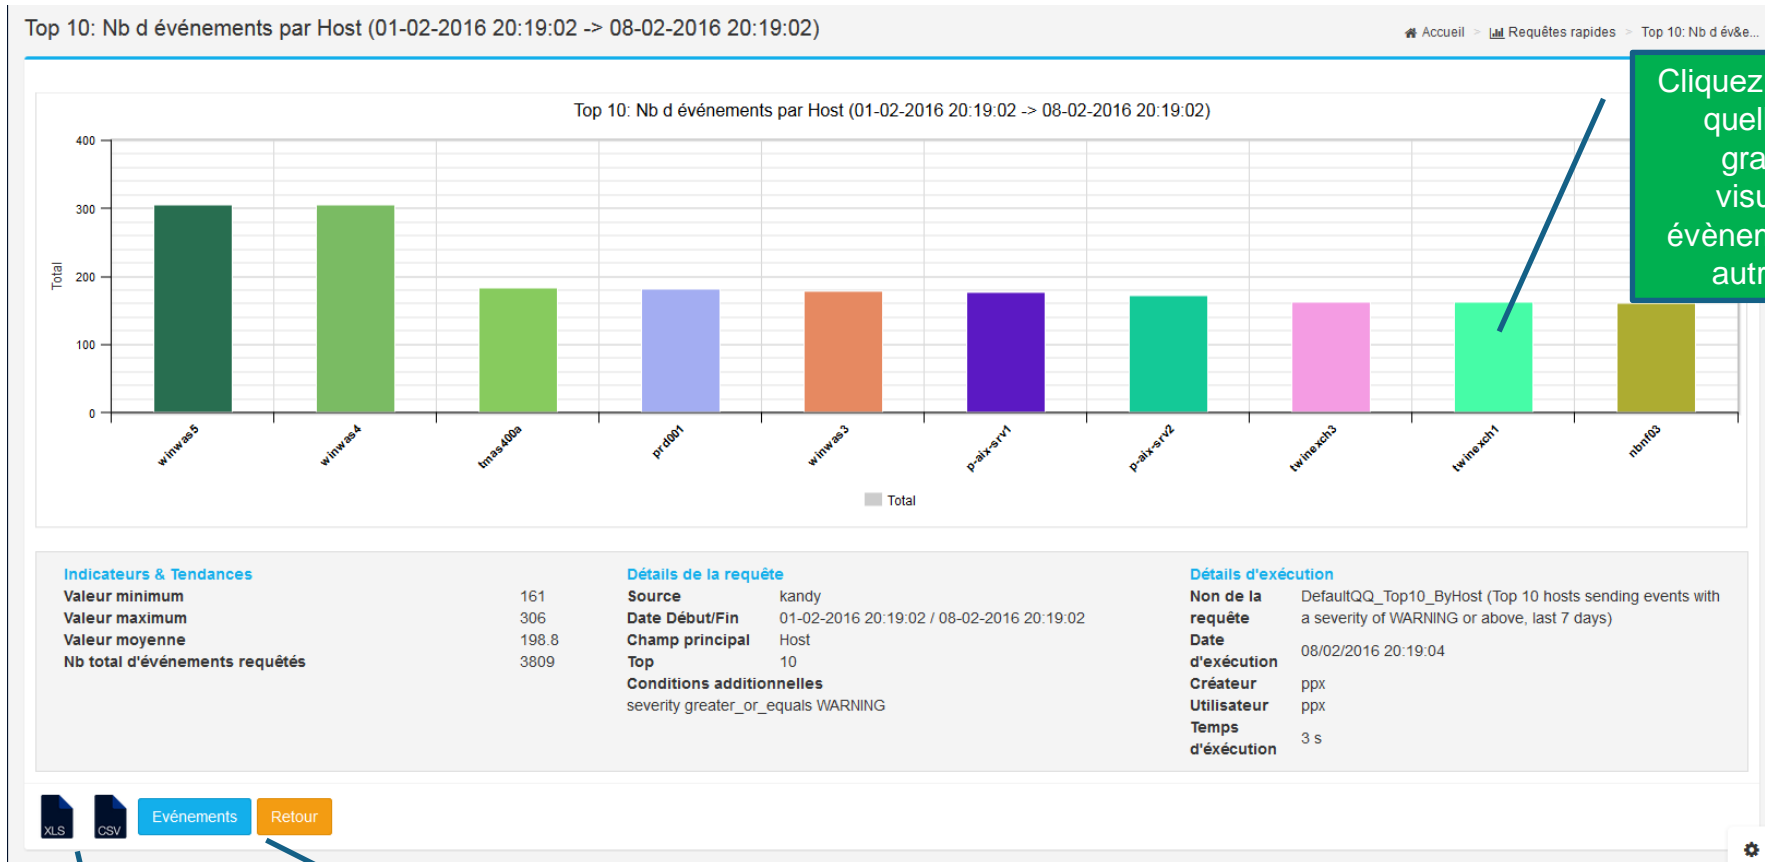 Top 10: Nb d événements par Host (01-02-2016 20:19:02 -> 08-02-2016 20:19:02)
Accueil > Requêtes rapides > Top 10: Nb d év&e...
Cliquez
quel
gra
visu
évènem
autr
Top 10: Nb d événements par Host (01-02-2016 20:19:02 -> 08-02-2016 20:19:02)
400
300
200
100
0
Total
winwas5
winwas4
tmas400a
prd001
winwas3
p-aix-srv1
p-aix-srv2
twinexch3
twinexch1
nbnf03
Total
Indicateurs & Tendances
Valeur minimum 161
Valeur maximum 306
Valeur moyenne 198.8
Nb total d'événements requêtés 3809
Détails de la requête
Source kandy
Date Début/Fin 01-02-2016 20:19:02 / 08-02-2016 20:19:02
Champ principal Host
Top 10
Conditions additionnelles
severity greater_or_equals WARNING
Détails d'exécution
Non de la requête DefaultQQ_Top10_ByHost (Top 10 hosts sending events with
a severity of WARNING or above, last 7 days)
Date d'exécution 08/02/2016 20:19:04
Créateur ppx
Utilisateur ppx
Temps d'éxécution 3 s
XLS
CSV
Evénements
Retour